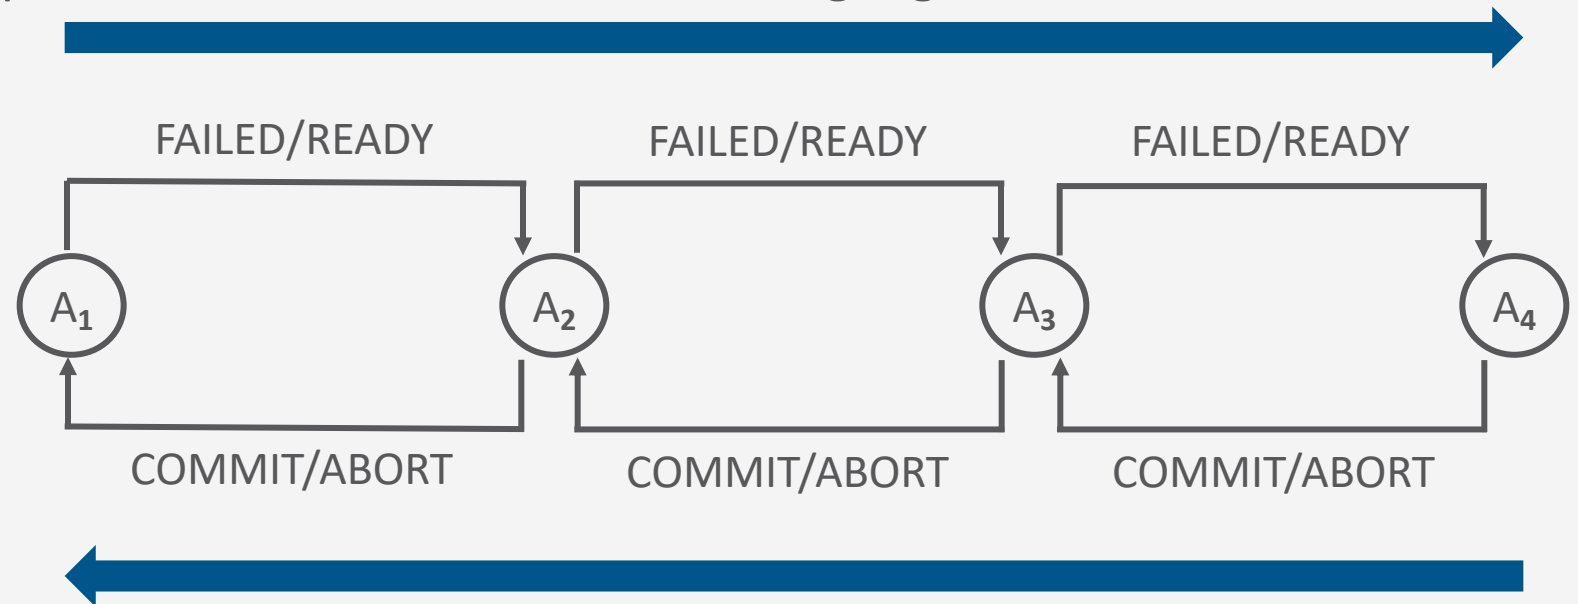 FAILED/READY FAILED/READY FAILED/READY
A1 A2 A3 A4
COMMIT/ABORT COMMIT/ABORT COMMIT/ABORT